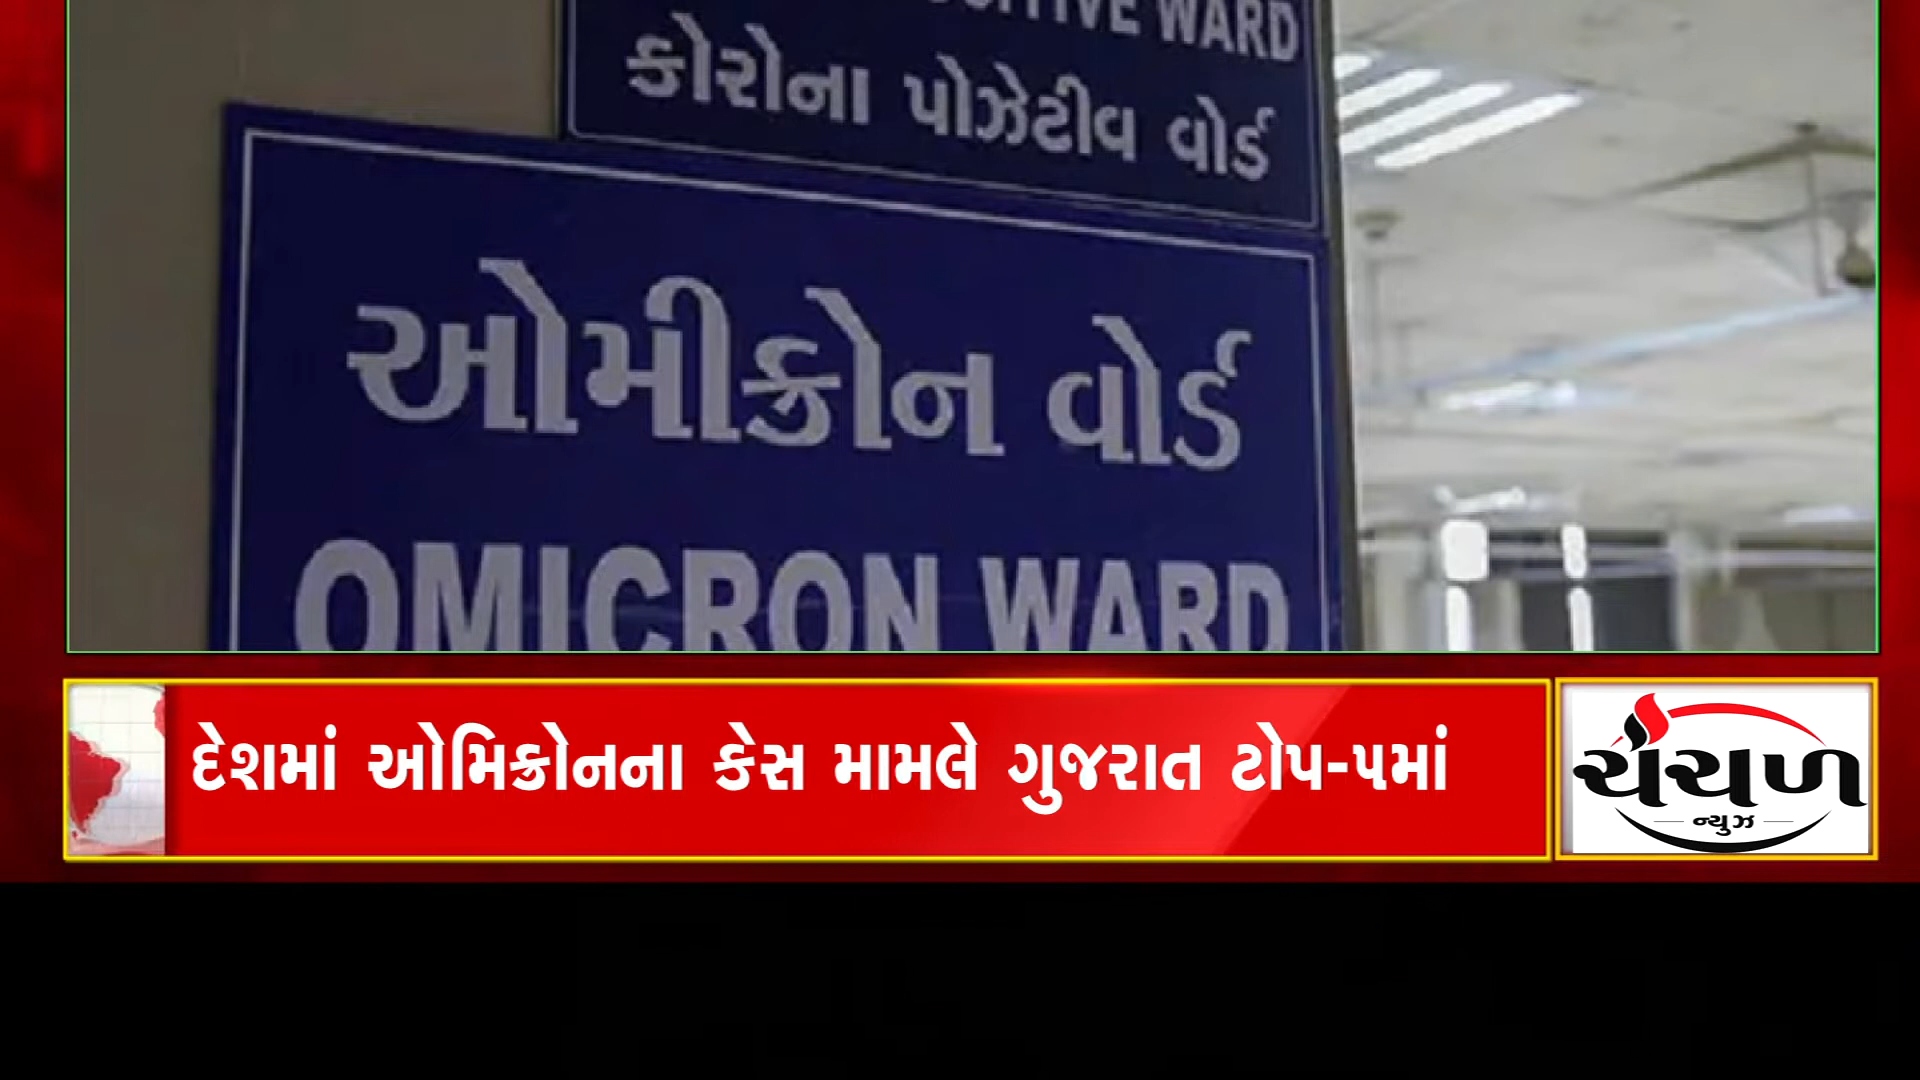 WARD
કોરોના પોઝેટીવ વોર્ડ
ઓમીક્રોન વોર્ડ
OMICRON WARD
દેશમાં ઓમિક્રોનના કેસ મામલે ગુજરાત ટોપ-૫માં
ચંચળ
ન્યુઝ